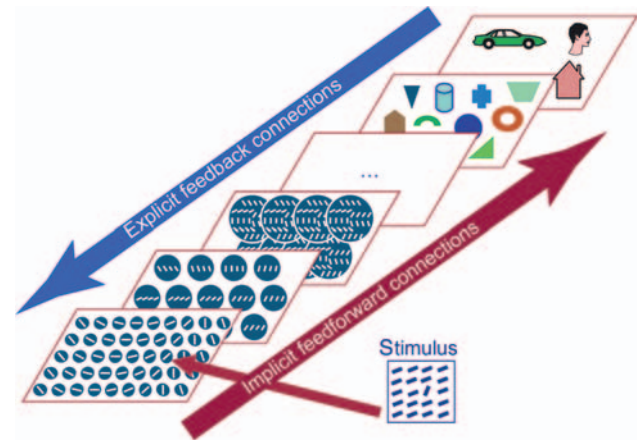 Explicit feedback connections
...
Implicit feedforward connections
Stimulus